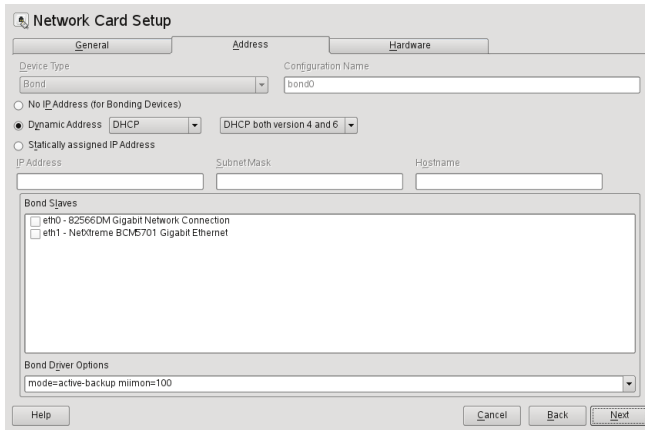 Network Card Setup
General Address Hardware
Device Type Configuration Name
Bond bond0
No IP Address (for Bonding Devices)
Dynamic Address DHCP DHCP both version 4 and 6
Statically assigned IP Address
IP Address Subnet Mask Hostname
Bond Slaves
eth0 - 82566DM Gigabit Network Connection
eth1 - NetXtreme BCM5701 Gigabit Ethernet
Bond Driver Options
mode=active-backup miimon=100
Help Cancel Back Next